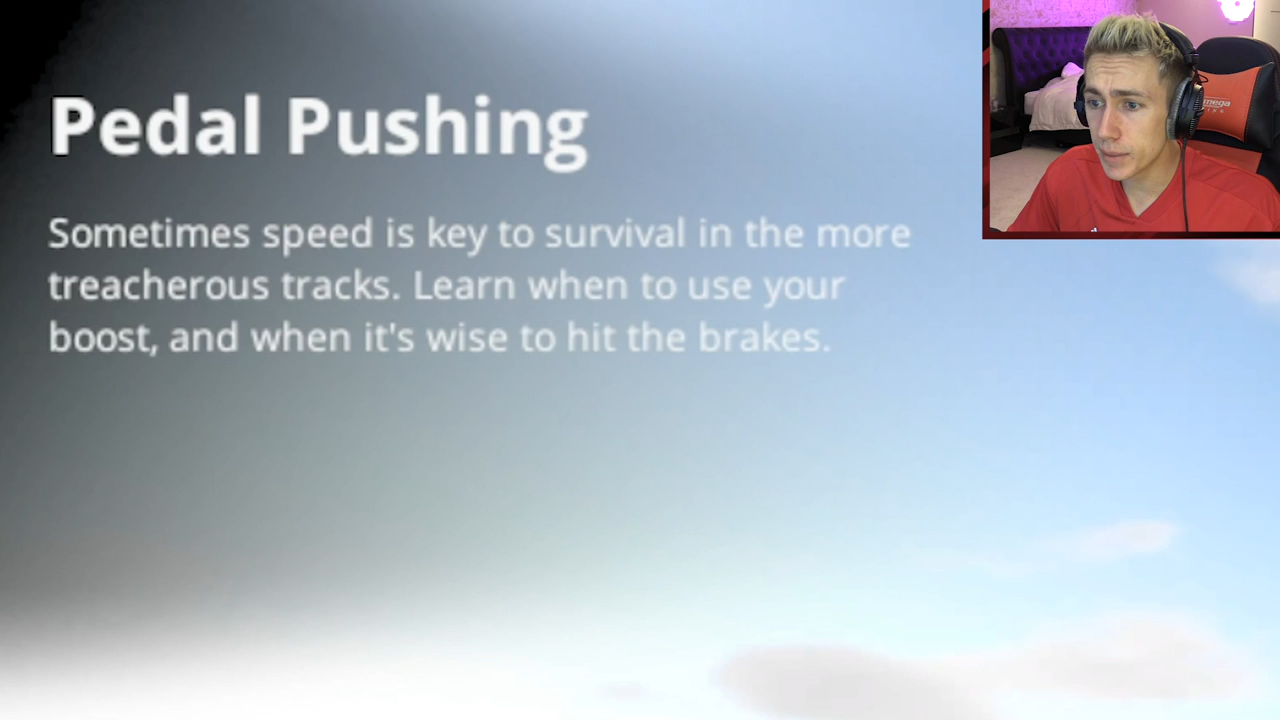 Pedal Pushing
Sometimes speed is key to survival in the more
treacherous tracks. Learn when to use your
boost, and when it's wise to hit the brakes.
mega